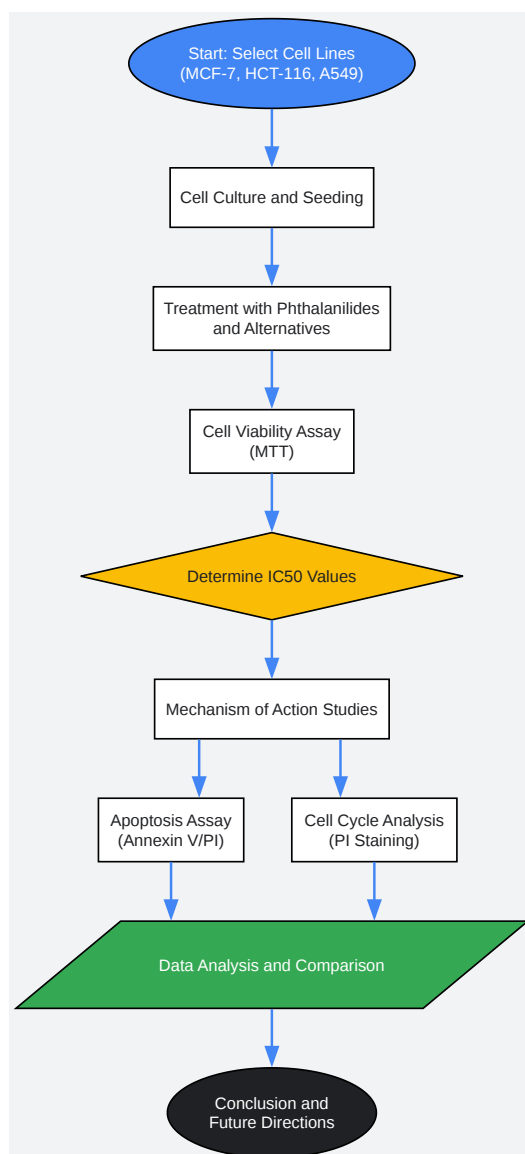 Start: Select Cell Lines
(MCF-7, HCT-116, A549)
Cell Culture and Seeding
Treatment with Phthalanilides
and Alternatives
Cell Viability Assay
(MTT)
Determine IC50 Values
Mechanism of Action Studies
Apoptosis Assay
(Annexin V/PI)
Cell Cycle Analysis
(PI Staining)
Data Analysis and Comparison
Conclusion and
Future Directions